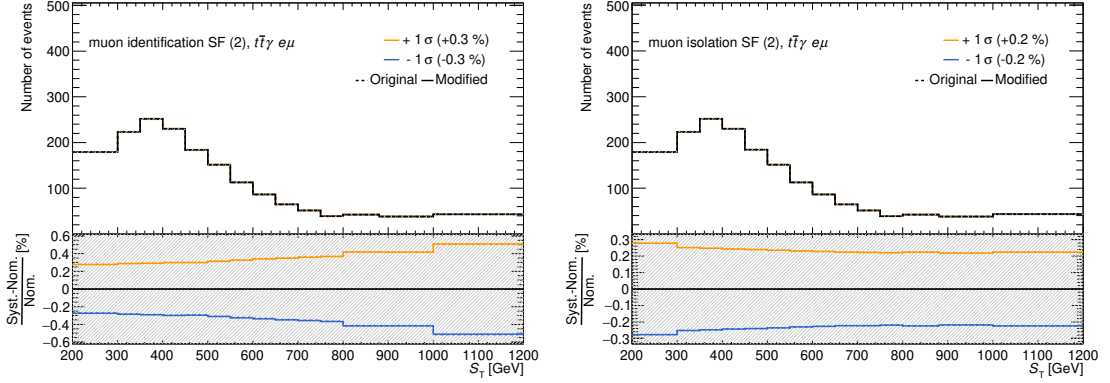 Number of events
500
400
300
200
100
muon identification SF (2), tt̄γ eμ
+ 1 σ (+0.3 %)
- 1 σ (-0.3 %)
Original Modified
Syst.-Nom.
Nom.
[%]
0.6
0.4
0.2
0
−0.2
−0.4
−0.6
200 300 400 500 600 700 800 900 1000 1100 1200
S_T [GeV]
Number of events
500
400
300
200
100
muon isolation SF (2), tt̄γ eμ
+ 1 σ (+0.2 %)
- 1 σ (-0.2 %)
Original Modified
Syst.-Nom.
Nom.
[%]
0.3
0.2
0.1
0
−0.1
−0.2
−0.3
200 300 400 500 600 700 800 900 1000 1100 1200
S_T [GeV]